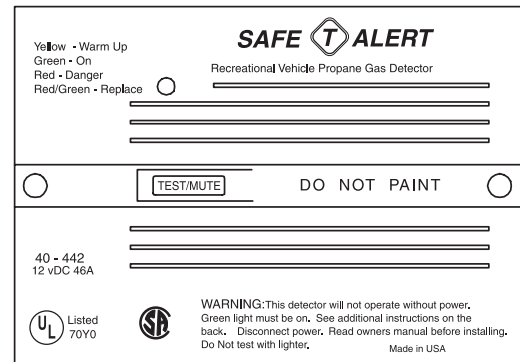 Yellow - Warm Up
Green - On
Red - Danger
Red/Green - Replace
SAFE T ALERT
Recreational Vehicle Propane Gas Detector
TEST/MUTE
DO NOT PAINT
40 - 442
12 vDC 46A
UL Listed
70Y0
SA
WARNING:This detector will not operate without power.
Green light must be on. See additional instructions on the
back. Disconnect power. Read owners manual before installing.
Do Not test with lighter.
Made in USA